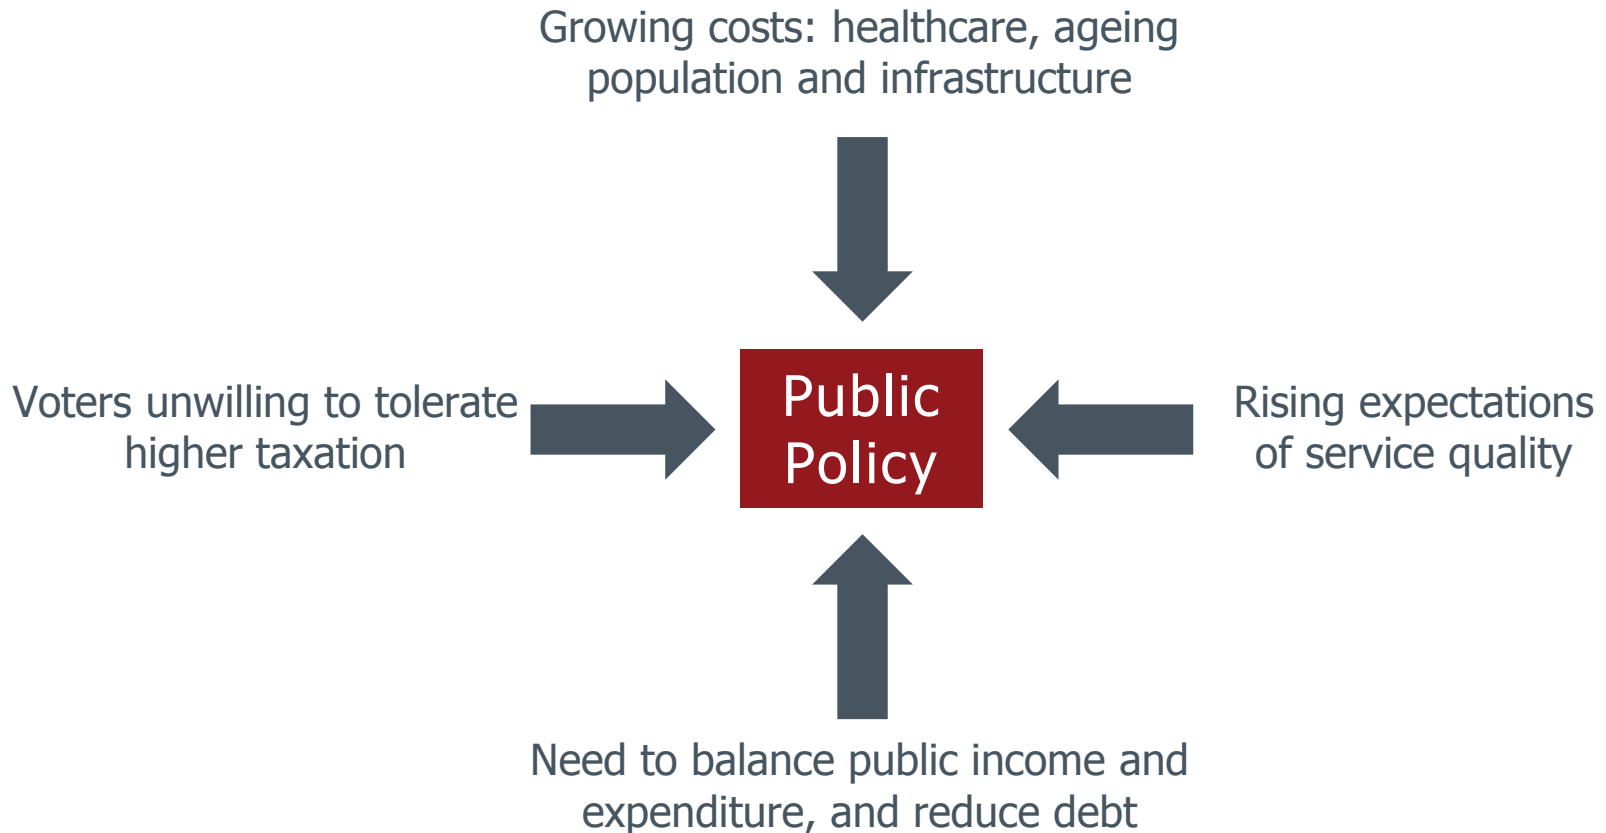 Growing costs: healthcare, ageing
population and infrastructure
Voters unwilling to tolerate
higher taxation
Public
Policy
Rising expectations
of service quality
Need to balance public income and
expenditure, and reduce debt